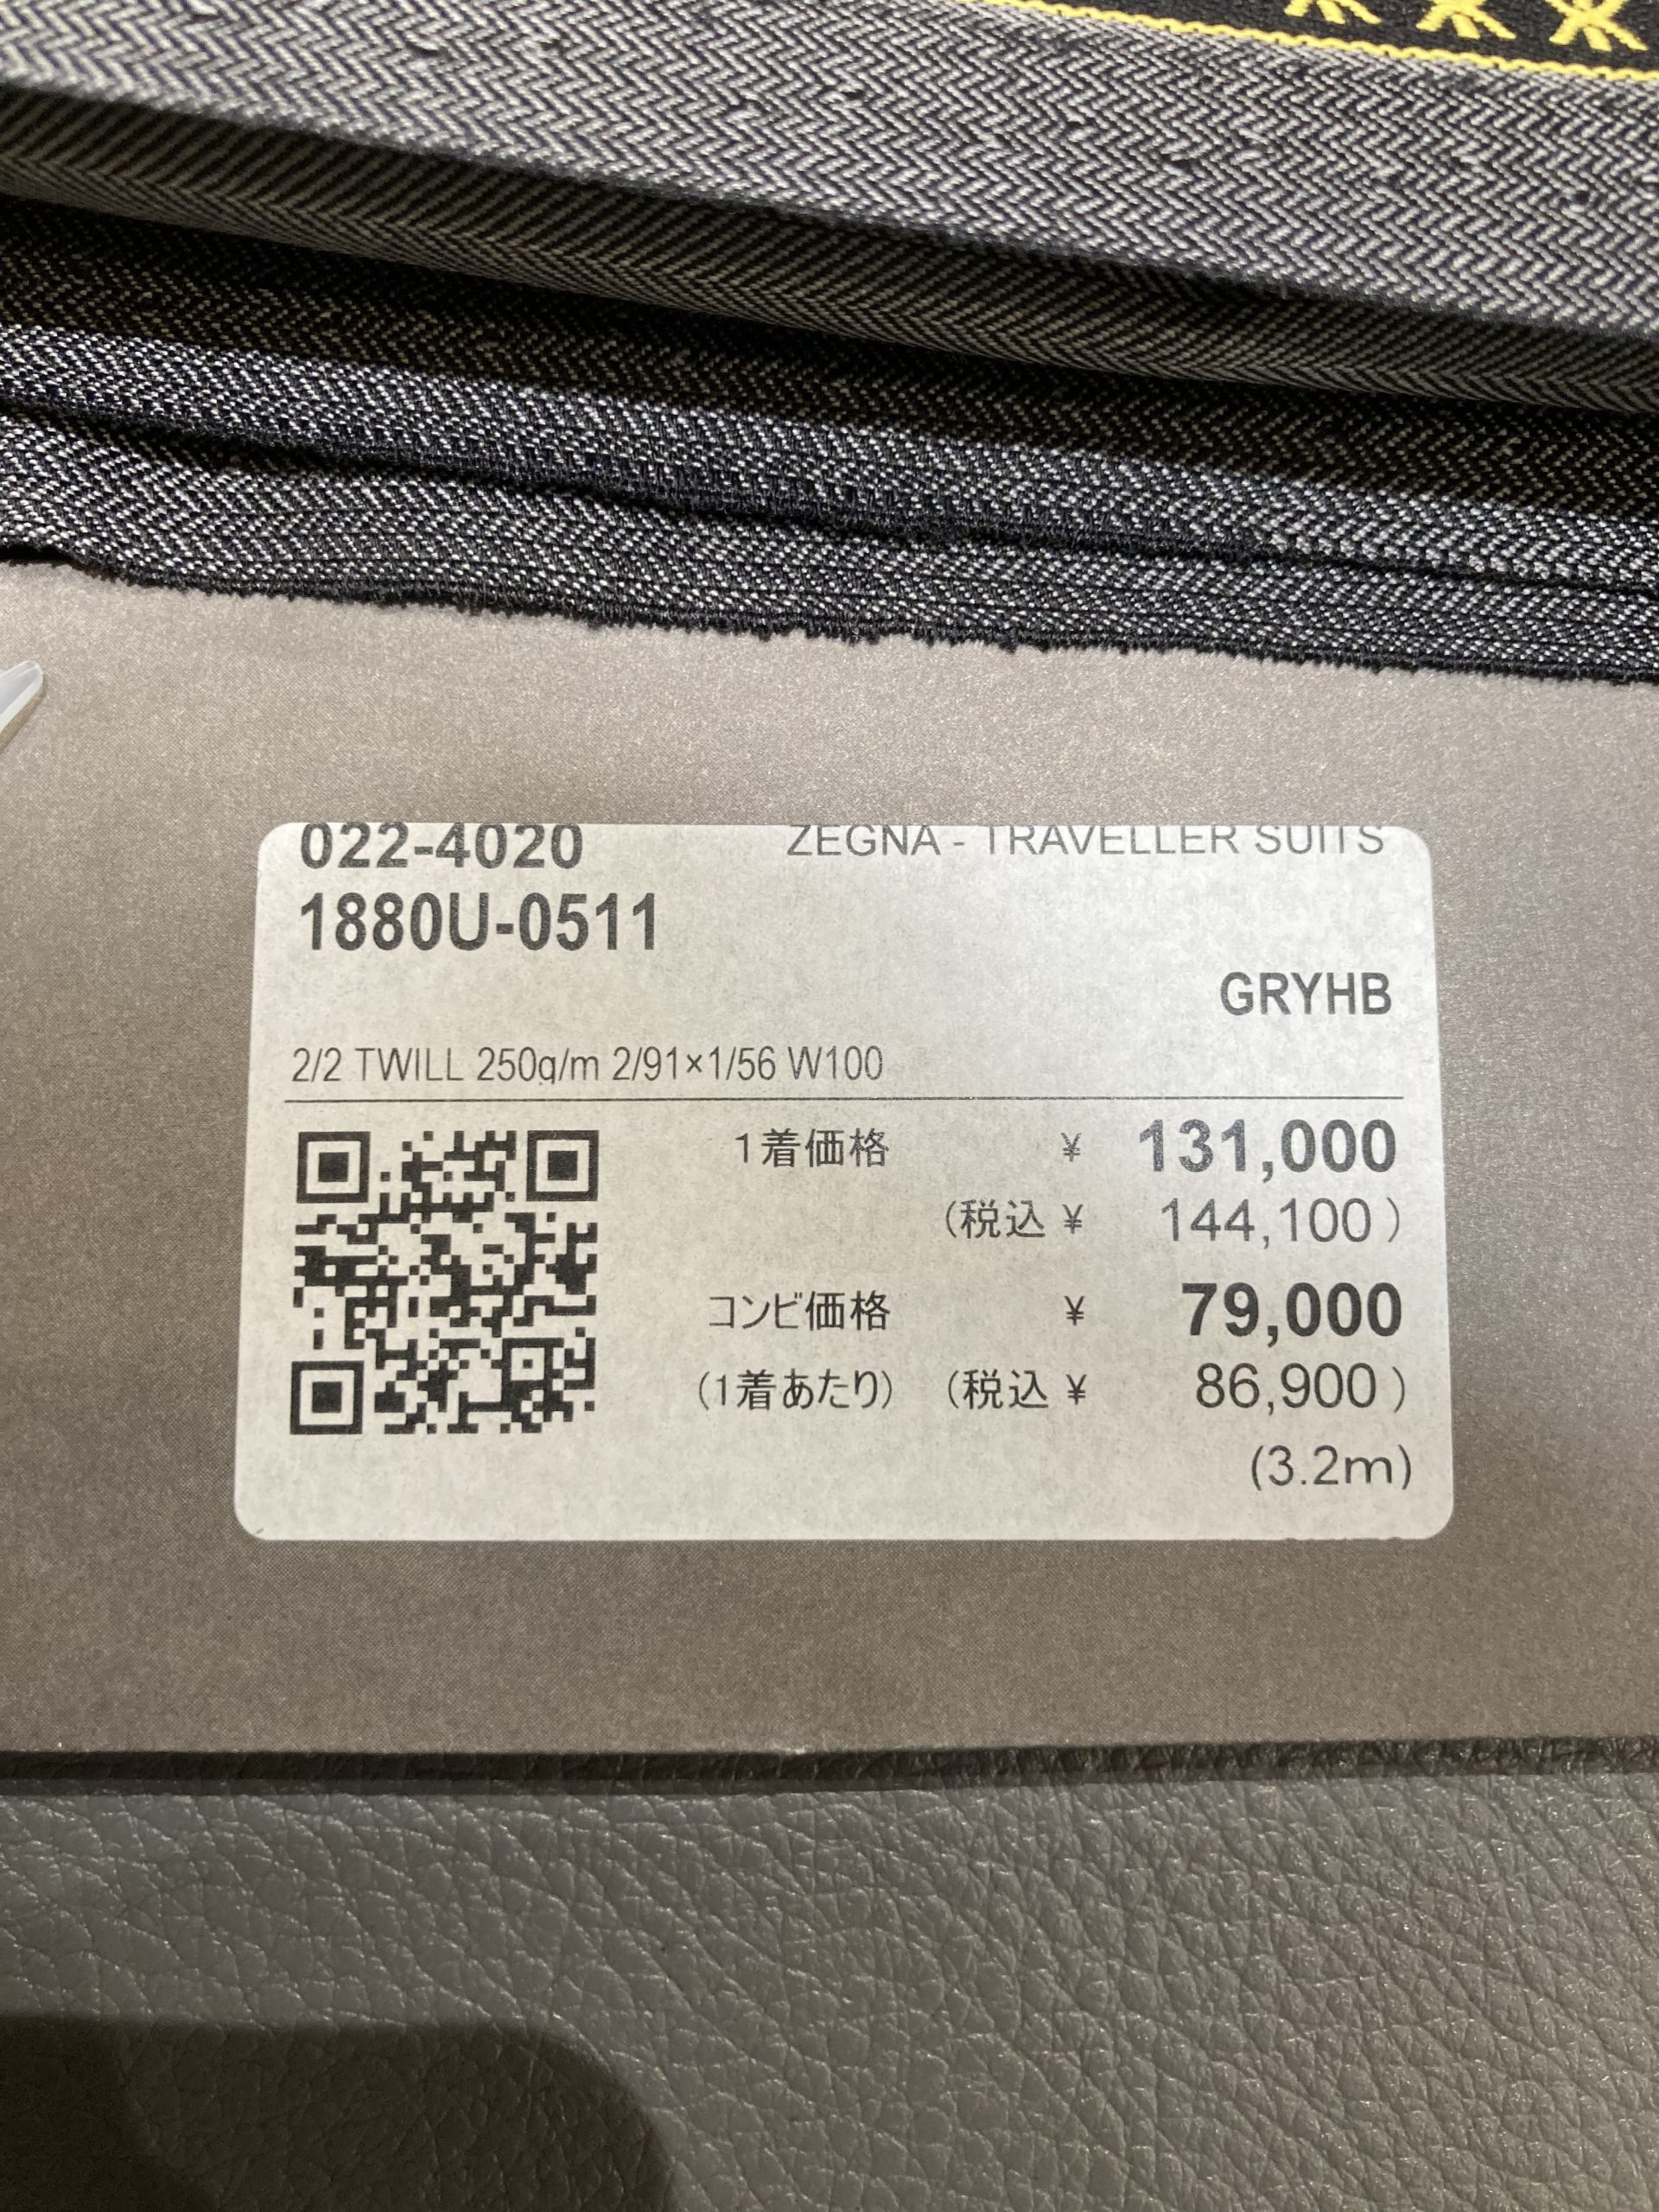 022-4020 ZEGNA - TRAVELLER SUITS
1880U-0511
GRYHB
2/2 TWILL 250g/m 2/91×1/56 W100
1着価格 ¥ 131,000
(税込 ¥ 144,100)
コンビ価格 ¥ 79,000
(1着あたり) (税込 ¥ 86,900)
(3.2m)